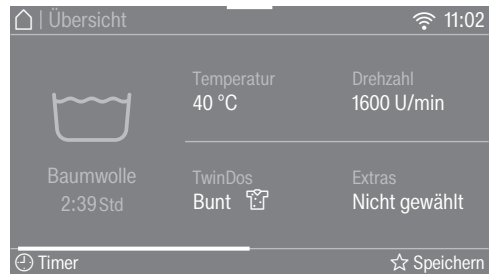 Übersicht 11:02
Temperatur Drehzahl
40 °C 1600 U/min
Baumwolle TwinDos Extras
2:39 Std Bunt Nicht gewählt
Timer Speichern